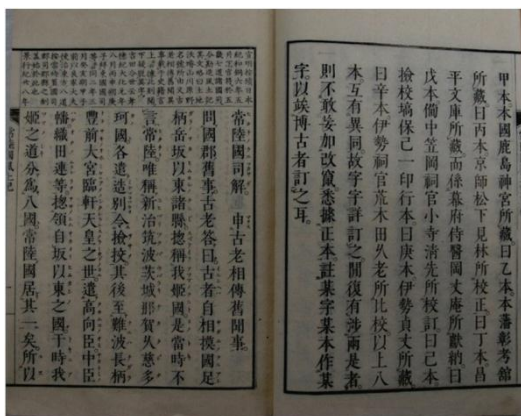 甲本本國鹿島神宮所藏曰乙本本藩彰考館
所藏曰丙本京師松下見林所校正曰丁本昌
平文庫所藏而係幕府侍醫岡丈庵所獻納曰
戊本備中笠岡祠官小寺清先所校訂曰己本
撿校塙保己一印行本曰庚本伊勢貞丈所藏
曰辛本伊勢祠官荒木田久老所比校以上八
本互有異同故字字詳訂之間復有涉兩是者
則不敢妄加改竄悉據正本註某字某本作某
字以竢博古者訂之耳
常陸國司解 申古老相傳舊聞事
問國郡舊事古老答曰古者自相摸國足
柄岳坂以東諸縣惣稱我姬國是當時不
言常陸唯稱新治筑波茨城那賀久慈多
珂國各遣造別令撿挍其後至難波長柄
豐前大宮臨軒天皇之世遣高向臣中臣
幡織田連等惣領自坂以東之國于時我
姬之道分爲八國常陸國居其一矣所以